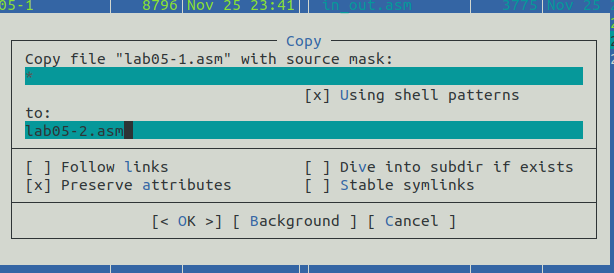 05-1 8796 Nov 25 23:41 in_out.asm 3775 Nov 25
Copy
Copy file "lab05-1.asm" with source mask:
*
[x] Using shell patterns
to:
lab05-2.asm
[ ] Follow links [ ] Dive into subdir if exists
[x] Preserve attributes [ ] Stable symlinks
[< OK >] [ Background ] [ Cancel ]